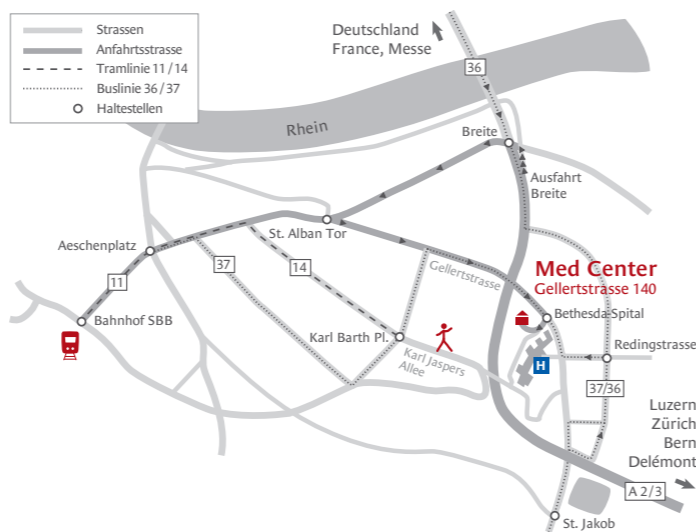 Strassen
Anfahrtsstrasse
Tramlinie 11 / 14
Buslinie 36 / 37
Haltestellen
Deutschland
France, Messe
36
Rhein
Breite
Ausfahrt
Breite
St. Alban Tor
Aeschenplatz
37
14
11
Gellertstrasse
Med Center
Gellertstrasse 140
Bethesda-Spital
Bahnhof SBB
Karl Barth Pl.
Karl Jaspers
Allee
H
Redingstrasse
37/36
Luzern
Zürich
Bern
Delémont
A 2/3
St. Jakob